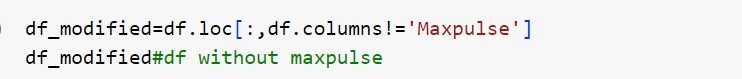 df_modified=df.loc[:,df.columns!='Maxpulse']
df_modified#df without maxpulse